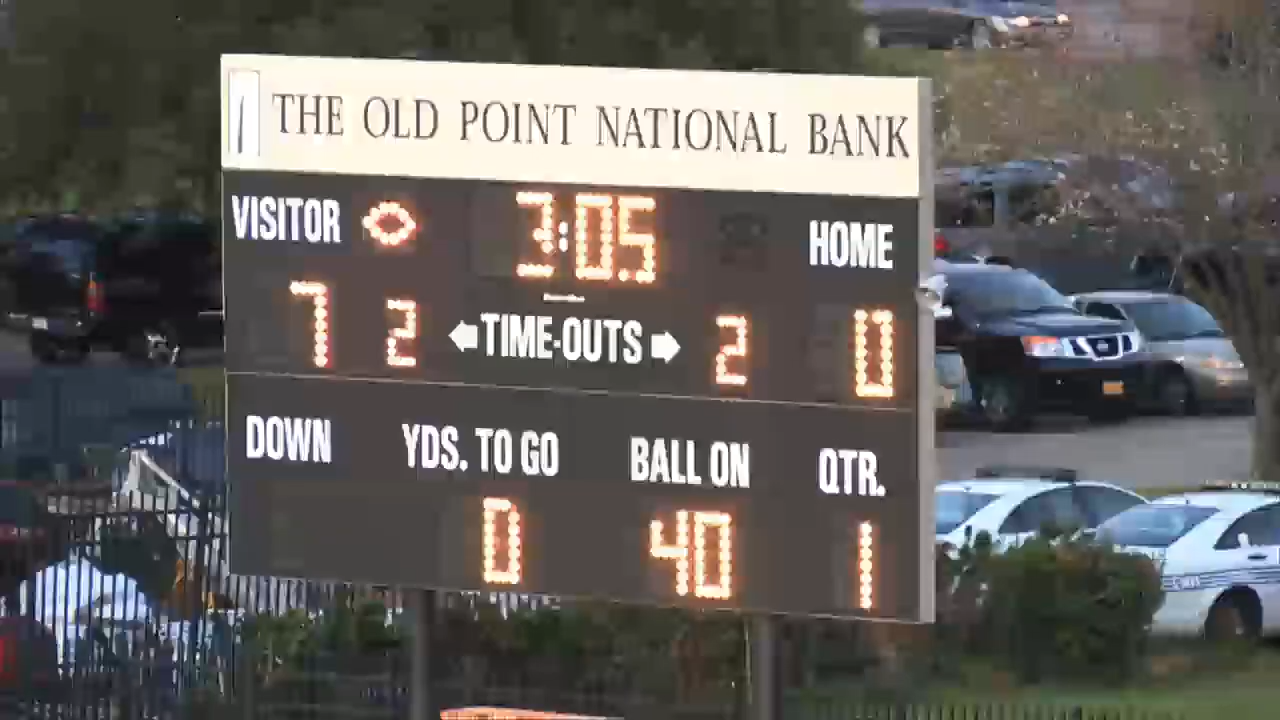 THE OLD POINT NATIONAL BANK
VISITOR 3:05 HOME
7 2 TIME-OUTS 2 0
DOWN YDS. TO GO BALL ON QTR.
0 40 1